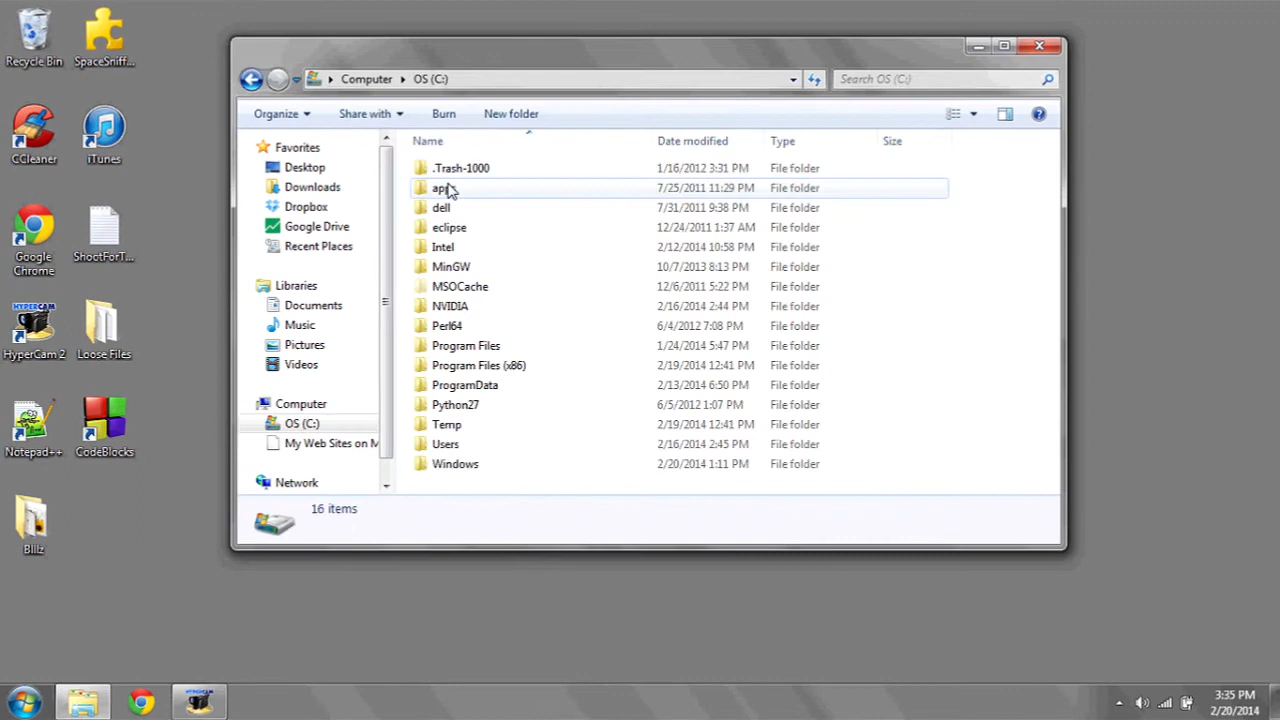 Recycle Bin
SpaceSniff...
CCleaner
iTunes
Google Chrome
ShootForT...
HyperCam 2
Loose Files
Notepad++
CodeBlocks
Blliz
Computer OS (C:)
Search OS (C:)
Organize Share with Burn New folder
Favorites
Desktop
Downloads
Dropbox
Google Drive
Recent Places
Libraries
Documents
Music
Pictures
Videos
Computer
OS (C:)
My Web Sites on M
Network
Name Date modified Type Size
.Trash-1000 1/16/2012 3:31 PM File folder
7/25/2011 11:29 PM File folder
dell 7/31/2011 9:38 PM File folder
eclipse 12/24/2011 1:37 AM File folder
Intel 2/12/2014 10:58 PM File folder
MinGW 10/7/2013 8:13 PM File folder
MSOCache 12/6/2011 5:22 PM File folder
NVIDIA 2/16/2014 2:44 PM File folder
Perl64 6/4/2012 7:08 PM File folder
Program Files 1/24/2014 5:47 PM File folder
Program Files (x86) 2/19/2014 12:41 PM File folder
ProgramData 2/13/2014 6:50 PM File folder
Python27 6/5/2012 1:07 PM File folder
Temp 2/19/2014 12:41 PM File folder
Users 2/16/2014 2:45 PM File folder
Windows 2/20/2014 1:11 PM File folder
16 items
3:35 PM
2/20/2014